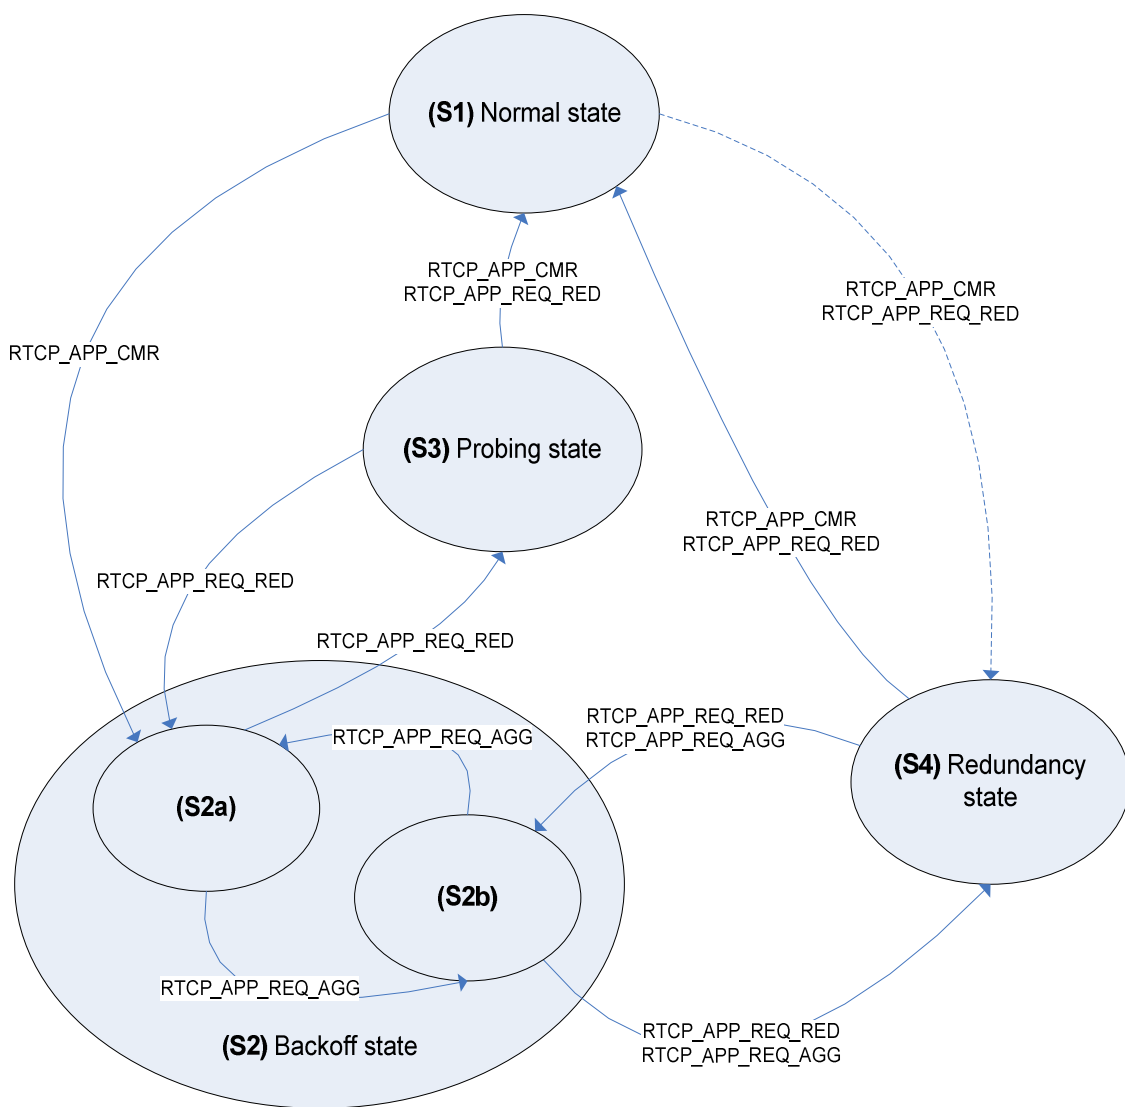 (S1) Normal state
RTCP_APP_CMR
RTCP_APP_REQ_RED
RTCP_APP_CMR
RTCP_APP_REQ_RED
RTCP_APP_CMR
(S3) Probing state
RTCP_APP_CMR
RTCP_APP_REQ_RED
RTCP_APP_REQ_RED
RTCP_APP_REQ_RED
RTCP_APP_REQ_RED
RTCP_APP_REQ_AGG
RTCP_APP_REQ_AGG
(S4) Redundancy
state
(S2a)
(S2b)
RTCP_APP_REQ_AGG
RTCP_APP_REQ_RED
RTCP_APP_REQ_AGG
(S2) Backoff state